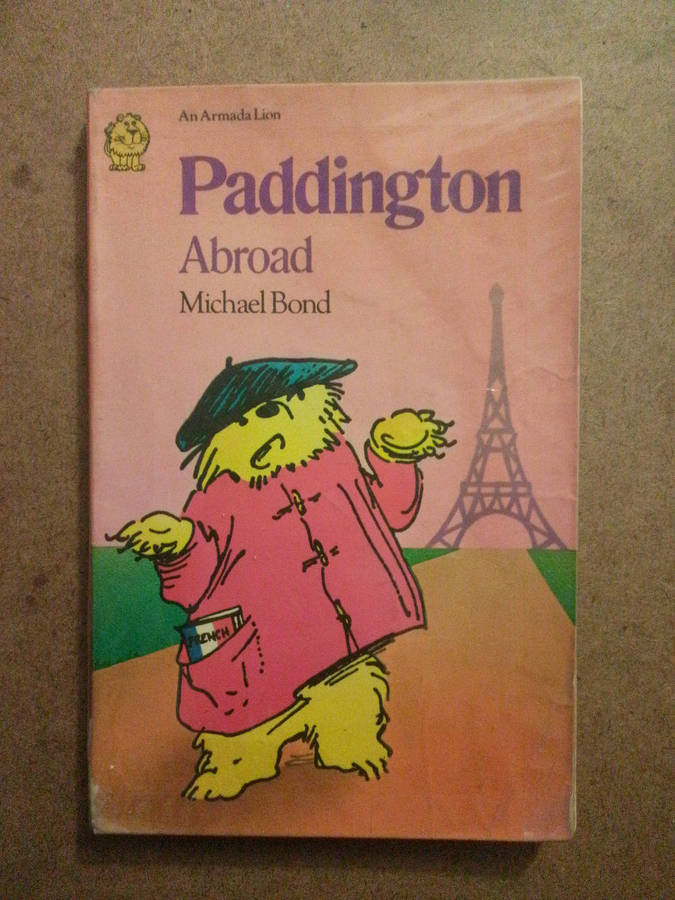 An Armada Lion
Paddington
Abroad
Michael Bond
FRENCH